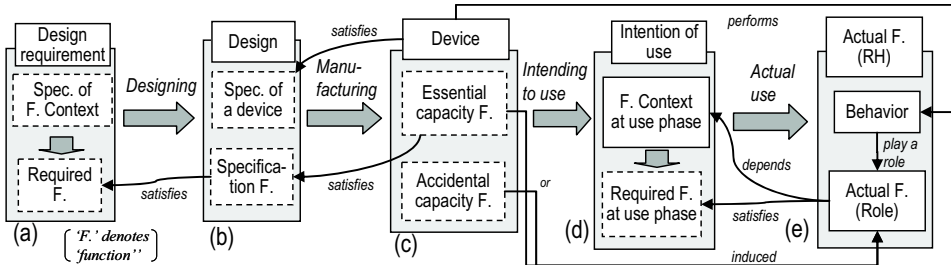 Design
requirement
Spec. of
F. Context
Required
F.
(a)
{ 'F.' denotes
'function'' }
Designing
satisfies
Design
Spec. of
a device
Specifica-
tion F.
(b)
satisfies
Manu-
facturing
satisfies
Device
Essential
capacity F.
Accidental
capacity F.
(c)
Intending
to use
or
Intention of
use
F. Context
at use phase
Required F.
at use phase
(d)
performs
Actual
use
depends
satisfies
induced
Actual F.
(RH)
Behavior
play a
role
Actual F.
(Role)
(e)